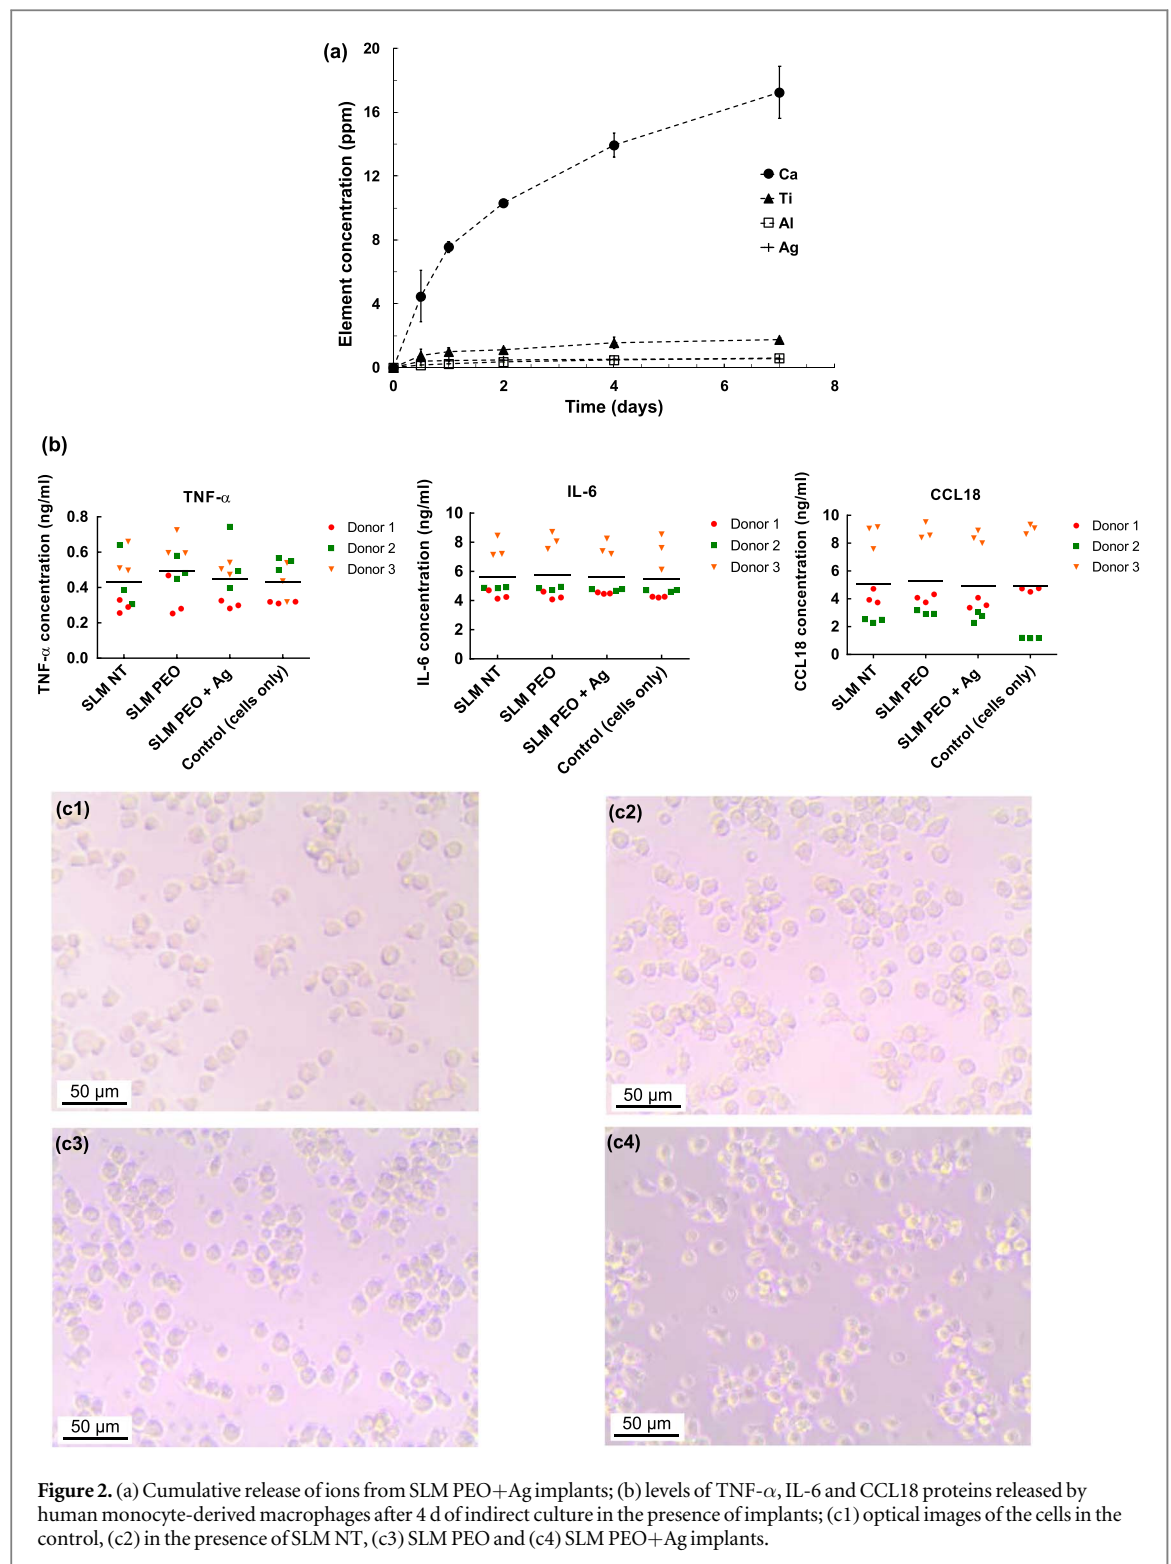 (a)
20
16
12
8
4
0
Element concentration (ppm)
Ca
Ti
Al
Ag
0 2 4 6 8
Time (days)
(b)
TNF-α
TNF-α concentration (ng/ml)
0.8
0.6
0.4
0.2
0.0
SLM NT
SLM PEO
SLM PEO + Ag
Control (cells only)
Donor 1
Donor 2
Donor 3
IL-6
IL-6 concentration (ng/ml)
10
8
6
4
2
0
SLM NT
SLM PEO
SLM PEO + Ag
Control (cells only)
Donor 1
Donor 2
Donor 3
CCL18
CCL18 concentration (ng/ml)
10
8
6
4
2
0
SLM NT
SLM PEO
SLM PEO + Ag
Control (cells only)
Donor 1
Donor 2
Donor 3
(c1)
50 µm
(c2)
50 µm
(c3)
50 µm
(c4)
50 µm
Figure 2. (a) Cumulative release of ions from SLM PEO+Ag implants; (b) levels of TNF-α, IL-6 and CCL18 proteins released by
human monocyte-derived macrophages after 4 d of indirect culture in the presence of implants; (c1) optical images of the cells in the
control, (c2) in the presence of SLM NT, (c3) SLM PEO and (c4) SLM PEO+Ag implants.